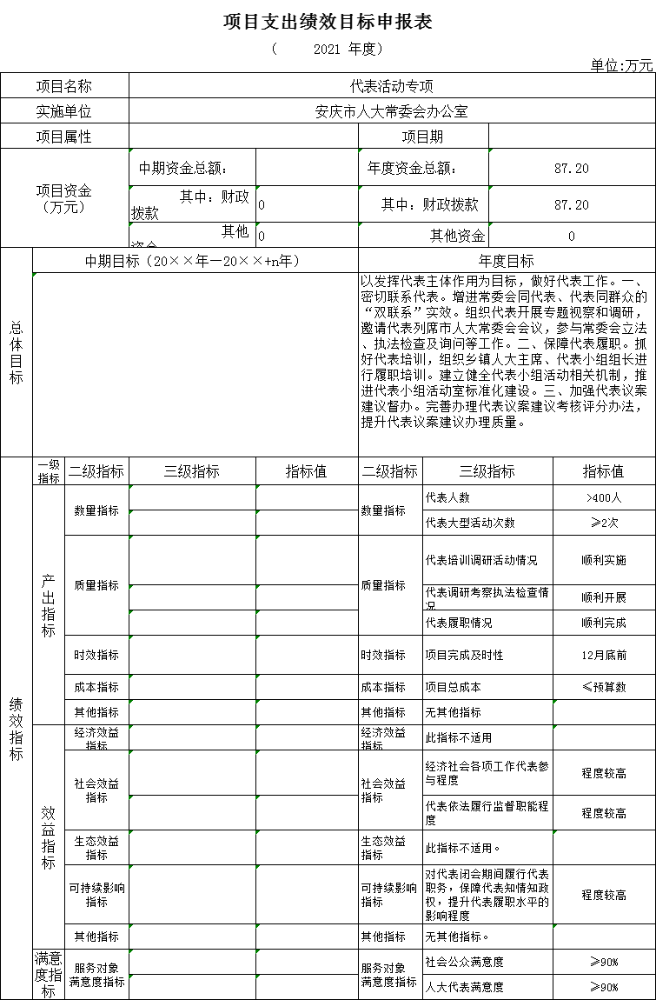 项目支出绩效目标申报表
( 2021 年度)
单位:万元
项目名称 代表活动专项
实施单位 安庆市人大常委会办公室
项目属性 项目期
项目资金
(万元)
中期资金总额： 年度资金总额： 87.20
其中：财政
拨款 0 其中：财政拨款 87.20
其他 0 其他资金 0
总体目标
中期目标（20××年—20××+n年） 年度目标
以发挥代表主体作用为目标，做好代表工作。一、
密切联系代表。增进常委会同代表、代表同群众的
“双联系”实效。组织代表开展专题视察和调研，
邀请代表列席市人大常委会会议，参与常委会立法
、执法检查及询问等工作。二、保障代表履职。抓
好代表培训，组织乡镇人大主席、代表小组组长进
行履职培训。建立健全代表小组活动相关机制，推
进代表小组活动室标准化建设。三、加强代表议案
建议督办。完善办理代表议案建议考核评分办法，
提升代表议案建议办理质量。
绩效指标
一级
指标 二级指标 三级指标 指标值 二级指标 三级指标 指标值
产出指标
数量指标 数量指标 代表人数 >400人
代表大型活动次数 ≥2次
质量指标 质量指标 代表培训调研活动情况 顺利实施
代表调研考察执法检查情
况 顺利开展
代表履职情况 顺利完成
时效指标 时效指标 项目完成及时性 12月底前
成本指标 成本指标 项目总成本 ≤预算数
其他指标 其他指标 无其他指标
效益指标
经济效益
指标 经济效益
指标 此指标不适用
社会效益
指标 社会效益
指标 经济社会各项工作代表参
与程度 程度较高
代表依法履行监督职能程
度 程度较高
生态效益
指标 生态效益
指标 此指标不适用。
可持续影响
指标 可持续影响
指标 对代表闭会期间履行代表
职务，保障代表知情知政
权，提升代表履职水平的
影响程度 程度较高
其他指标 其他指标 无其他指标。
满意
度指
标
服务对象
满意度指标 服务对象
满意度指标 社会公众满意度 ≥90%
人大代表满意度 ≥90%